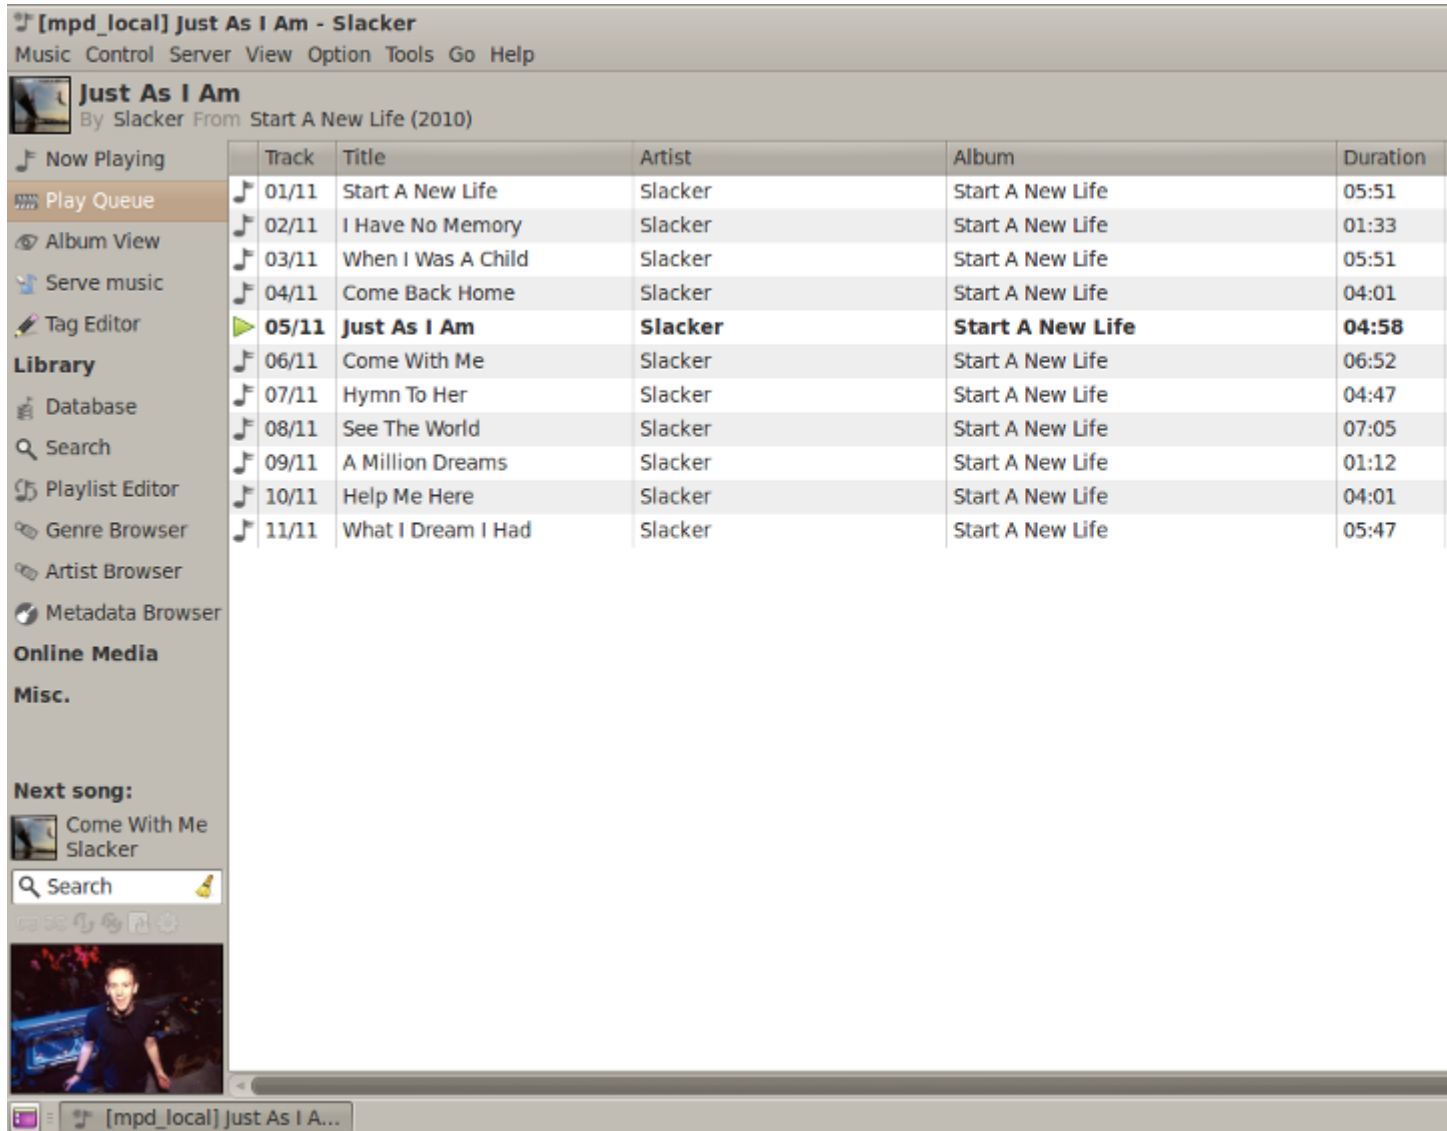 [mpd_local] Just As I Am - Slacker
Music Control Server View Option Tools Go Help
Just As I Am
By Slacker From Start A New Life (2010)
Now Playing
Play Queue
Album View
Serve music
Tag Editor
Library
Database
Search
Playlist Editor
Genre Browser
Artist Browser
Metadata Browser
Online Media
Misc.
Next song:
Come With Me
Slacker
Search
Track Title Artist Album Duration
01/11 Start A New Life Slacker Start A New Life 05:51
02/11 I Have No Memory Slacker Start A New Life 01:33
03/11 When I Was A Child Slacker Start A New Life 05:51
04/11 Come Back Home Slacker Start A New Life 04:01
05/11 Just As I Am Slacker Start A New Life 04:58
06/11 Come With Me Slacker Start A New Life 06:52
07/11 Hymn To Her Slacker Start A New Life 04:47
08/11 See The World Slacker Start A New Life 07:05
09/11 A Million Dreams Slacker Start A New Life 01:12
10/11 Help Me Here Slacker Start A New Life 04:01
11/11 What I Dream I Had Slacker Start A New Life 05:47
[mpd_local] Just As I A...